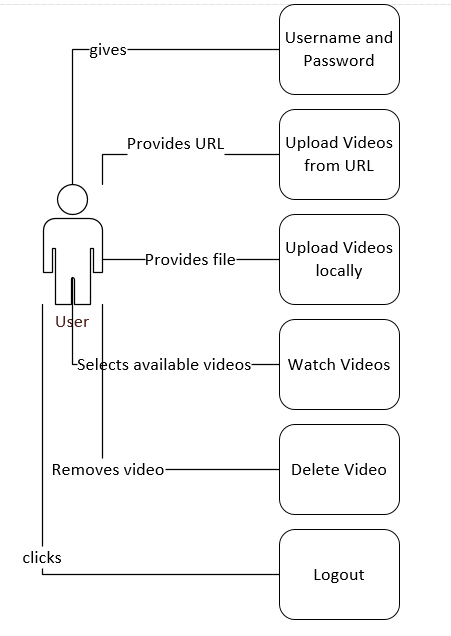 gives
Username and
Password
Provides URL
Upload Videos
from URL
Provides file
Upload Videos
locally
User
Selects available videos
Watch Videos
Removes video
Delete Video
clicks
Logout